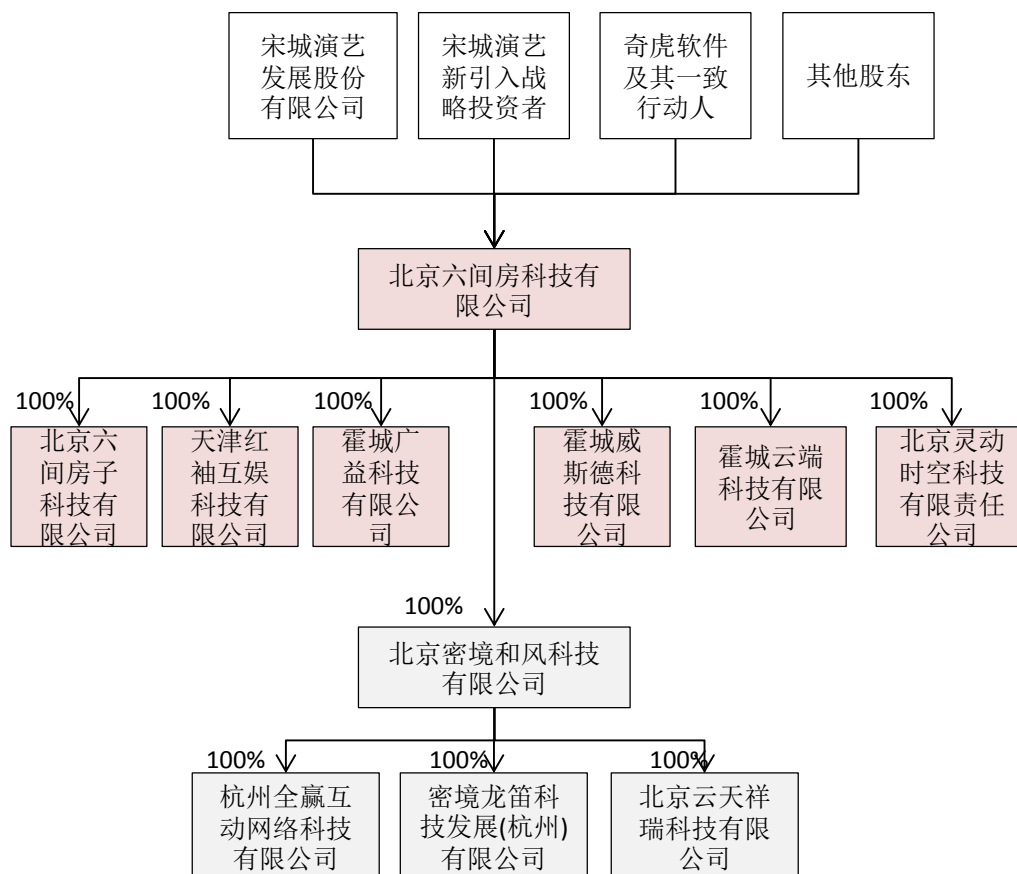 宋城演艺
发展股份
有限公司
宋城演艺
新引入战
略投资者
奇虎软件
及其一致
行动人
其他股东
北京六间房科技有
限公司
100%
100%
100%
100%
100%
100%
北京六
间房子
科技有
限公司
天津红
袖互娱
科技有
限公司
霍城广
益科技
有限公
司
霍城威
斯德科
技有限
公司
霍城云端
科技有限
公司
北京灵动
时空科技
有限责任
公司
100%
北京密境和风科技
有限公司
100%
100%
100%
杭州全赢互
动网络科技
有限公司
密境龙笛科
技发展(杭州)
有限公司
北京云天祥
瑞科技有限
公司